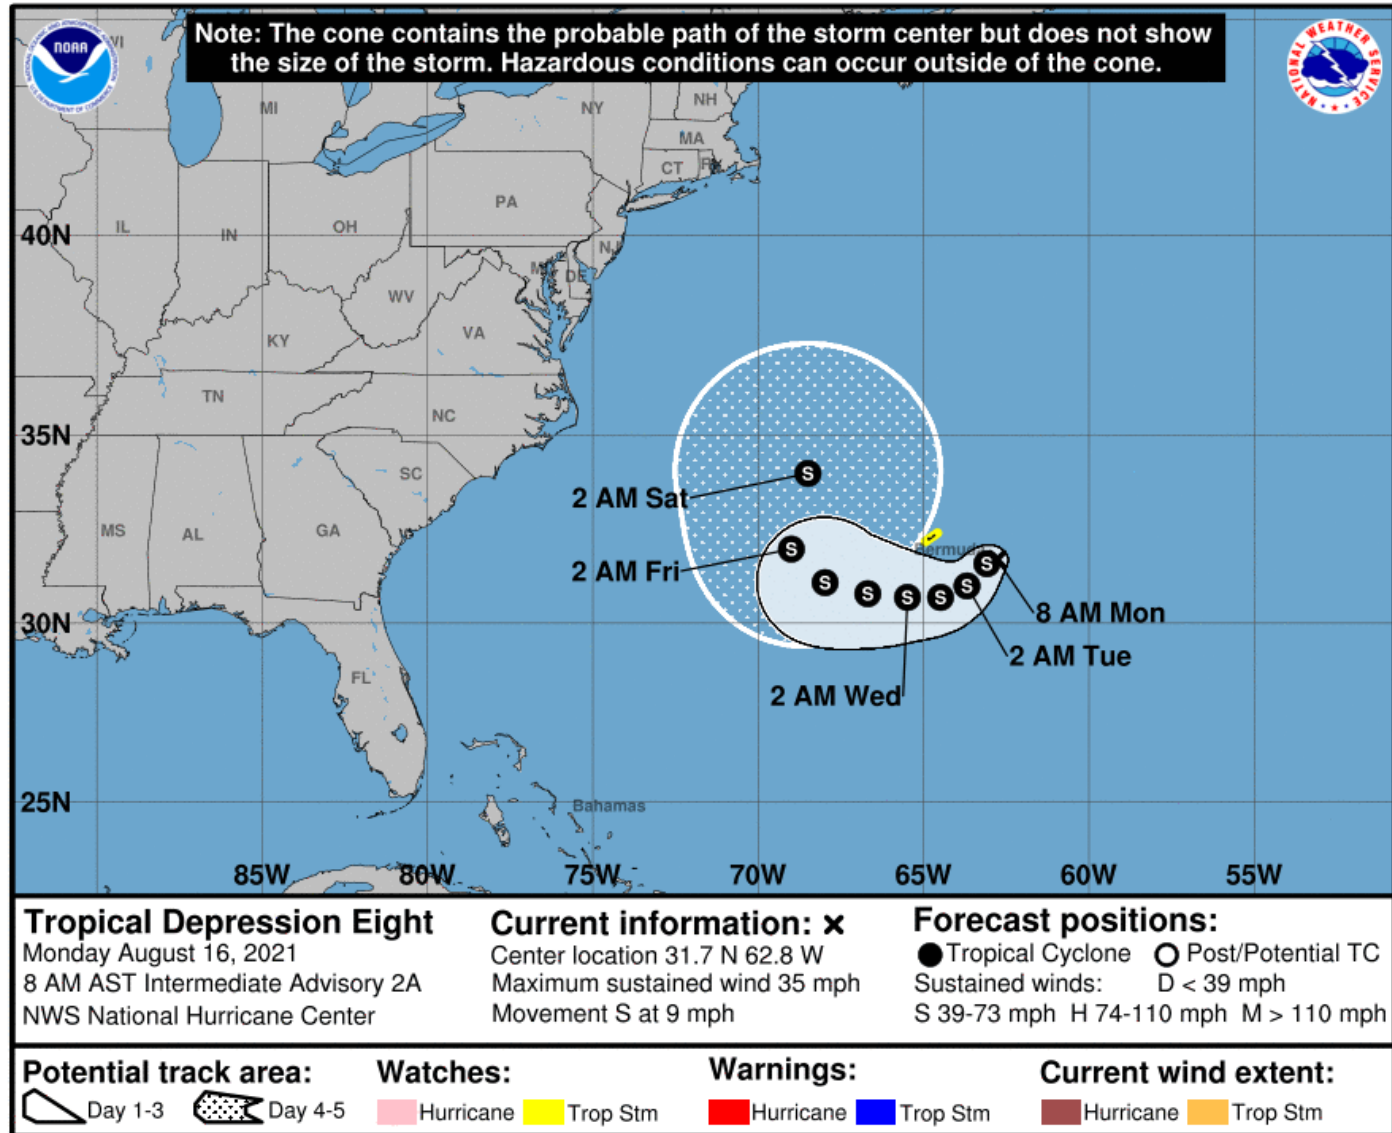 Note: The cone contains the probable path of the storm center but does not show
the size of the storm. Hazardous conditions can occur outside of the cone.
NOAA
NATIONAL WEATHER SERVICE
WI
MI
NY
NH
MA
CT
PA
IL
IN
OH
NJ
DE
WV
VA
KY
TN
NC
SC
MS
AL
GA
FL
40N
35N
30N
25N
2 AM Sat
S
2 AM Fri
S
S
S
S
S
S
S
Bermuda
8 AM Mon
2 AM Tue
2 AM Wed
Bahamas
85W
80W
75W
70W
65W
60W
55W
Tropical Depression Eight
Monday August 16, 2021
8 AM AST Intermediate Advisory 2A
NWS National Hurricane Center
Current information: ×
Center location 31.7 N 62.8 W
Maximum sustained wind 35 mph
Movement S at 9 mph
Forecast positions:
Tropical Cyclone Post/Potential TC
Sustained winds: D < 39 mph
S 39-73 mph H 74-110 mph M > 110 mph
Potential track area:
Day 1-3 Day 4-5
Watches:
Hurricane Trop Stm
Warnings:
Hurricane Trop Stm
Current wind extent:
Hurricane Trop Stm